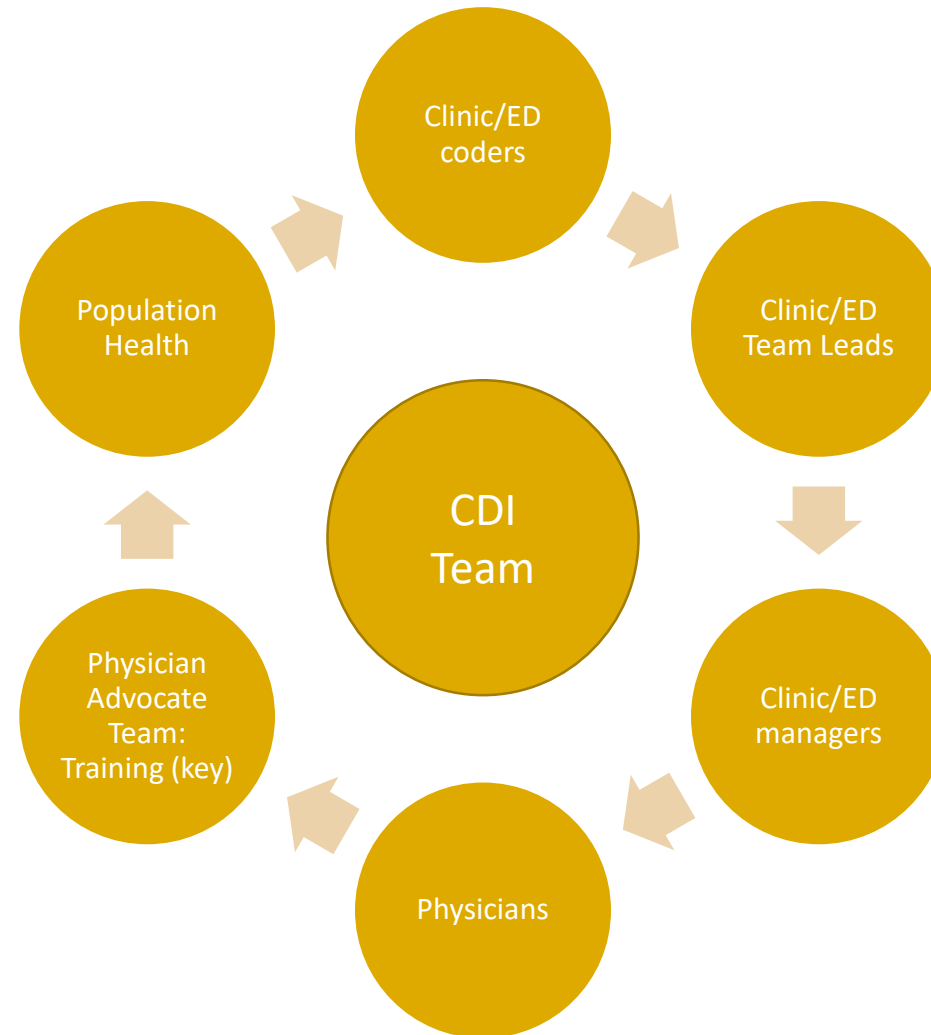 Clinic/ED
coders
Clinic/ED
Team Leads
Clinic/ED
managers
Physicians
Physician
Advocate
Team:
Training (key)
Population
Health
CDI
Team